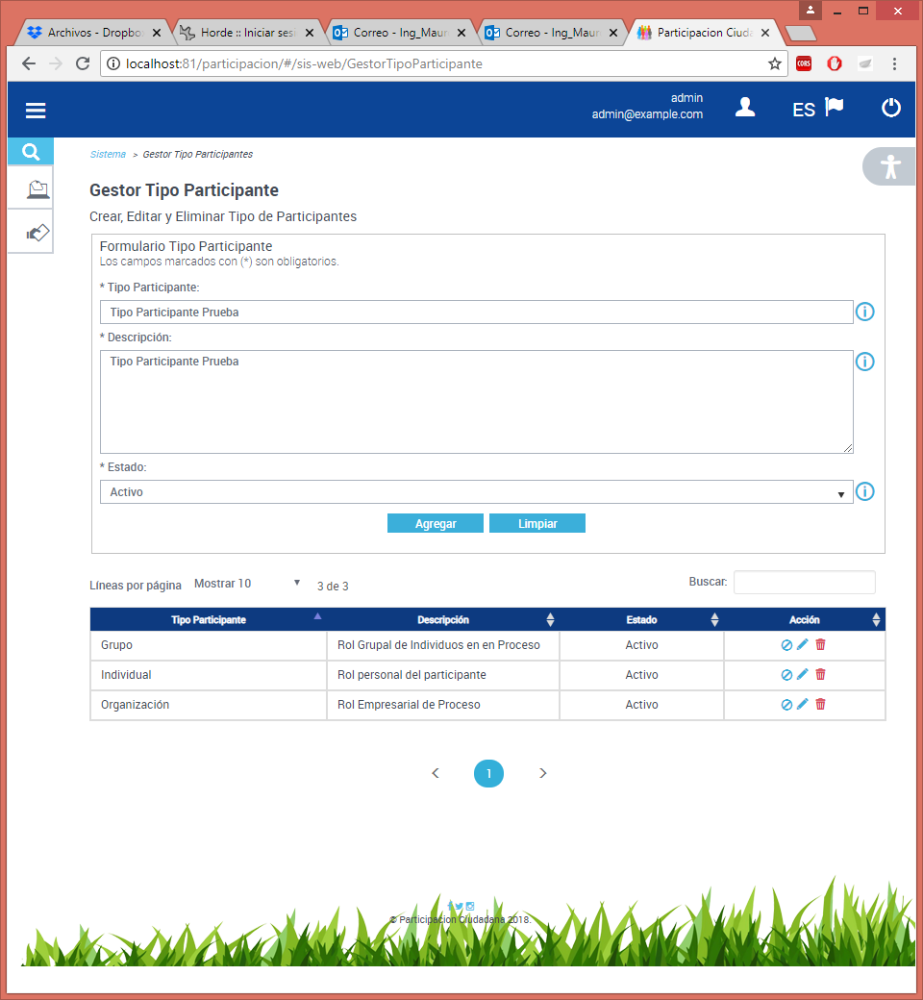 Archivos - Dropbo
Horde :: Iniciar ses
Correo - Ing_Mau
Correo - Ing_Mau
Participacion Ciuda
localhost:81/participacion/#/sis-web/GestorTipoParticipante
CORS
admin
admin@example.com
ES
Sistema > Gestor Tipo Participantes
Gestor Tipo Participante
Crear, Editar y Eliminar Tipo de Participantes
Formulario Tipo Participante
Los campos marcados con (*) son obligatorios.
* Tipo Participante:
Tipo Participante Prueba
* Descripción:
Tipo Participante Prueba
* Estado:
Activo
Agregar Limpiar
Líneas por página Mostrar 10 3 de 3 Buscar:
Tipo Participante Descripción Estado Acción
Grupo Rol Grupal de Individuos en en Proceso Activo
Individual Rol personal del participante Activo
Organización Rol Empresarial de Proceso Activo
< 1 >
© Participacion Ciudadana 2018.